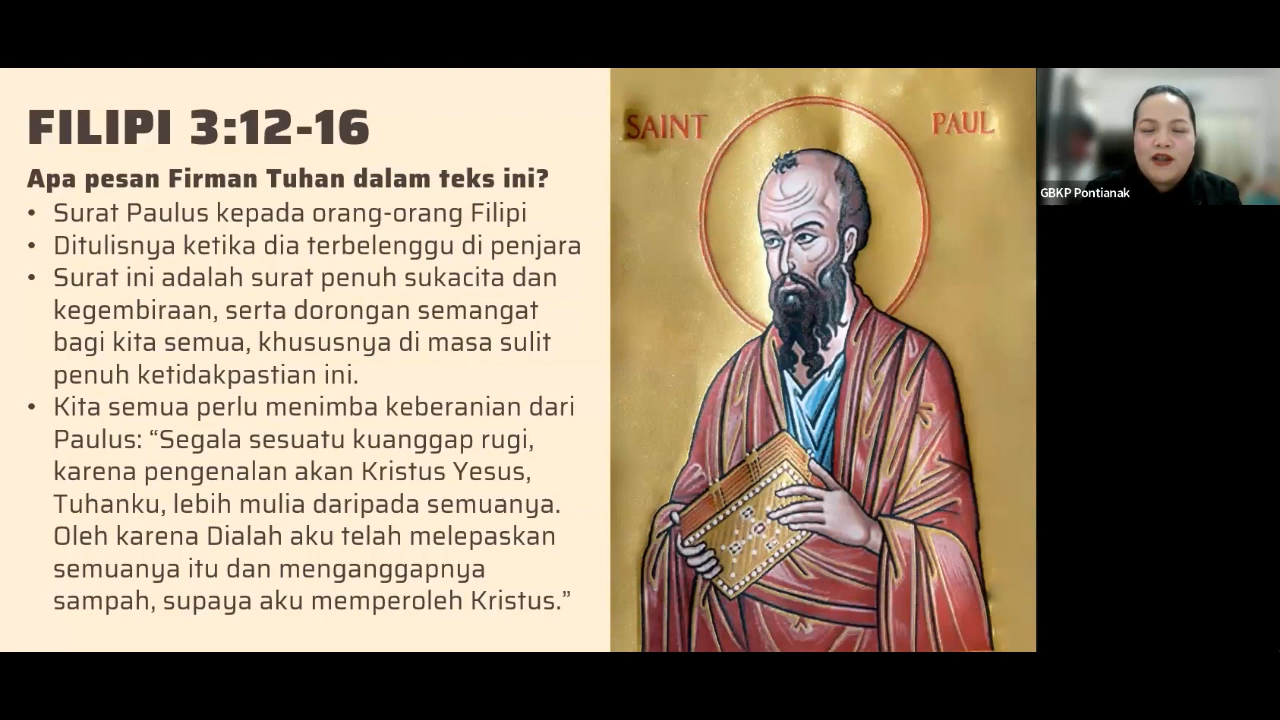 FILIPI 3:12-16
Apa pesan Firman Tuhan dalam teks ini?
• Surat Paulus kepada orang-orang Filipi
• Ditulisnya ketika dia terbelenggu di penjara
• Surat ini adalah surat penuh sukacita dan
kegembiraan, serta dorongan semangat
bagi kita semua, khususnya di masa sulit
penuh ketidakpastian ini.
• Kita semua perlu menimba keberanian dari
Paulus: “Segala sesuatu kuanggap rugi,
karena pengenalan akan Kristus Yesus,
Tuhanku, lebih mulia daripada semuanya.
Oleh karena Dialah aku telah melepaskan
semuanya itu dan menganggapnya
sampah, supaya aku memperoleh Kristus.”
SAINT PAUL
GBKP Pontianak